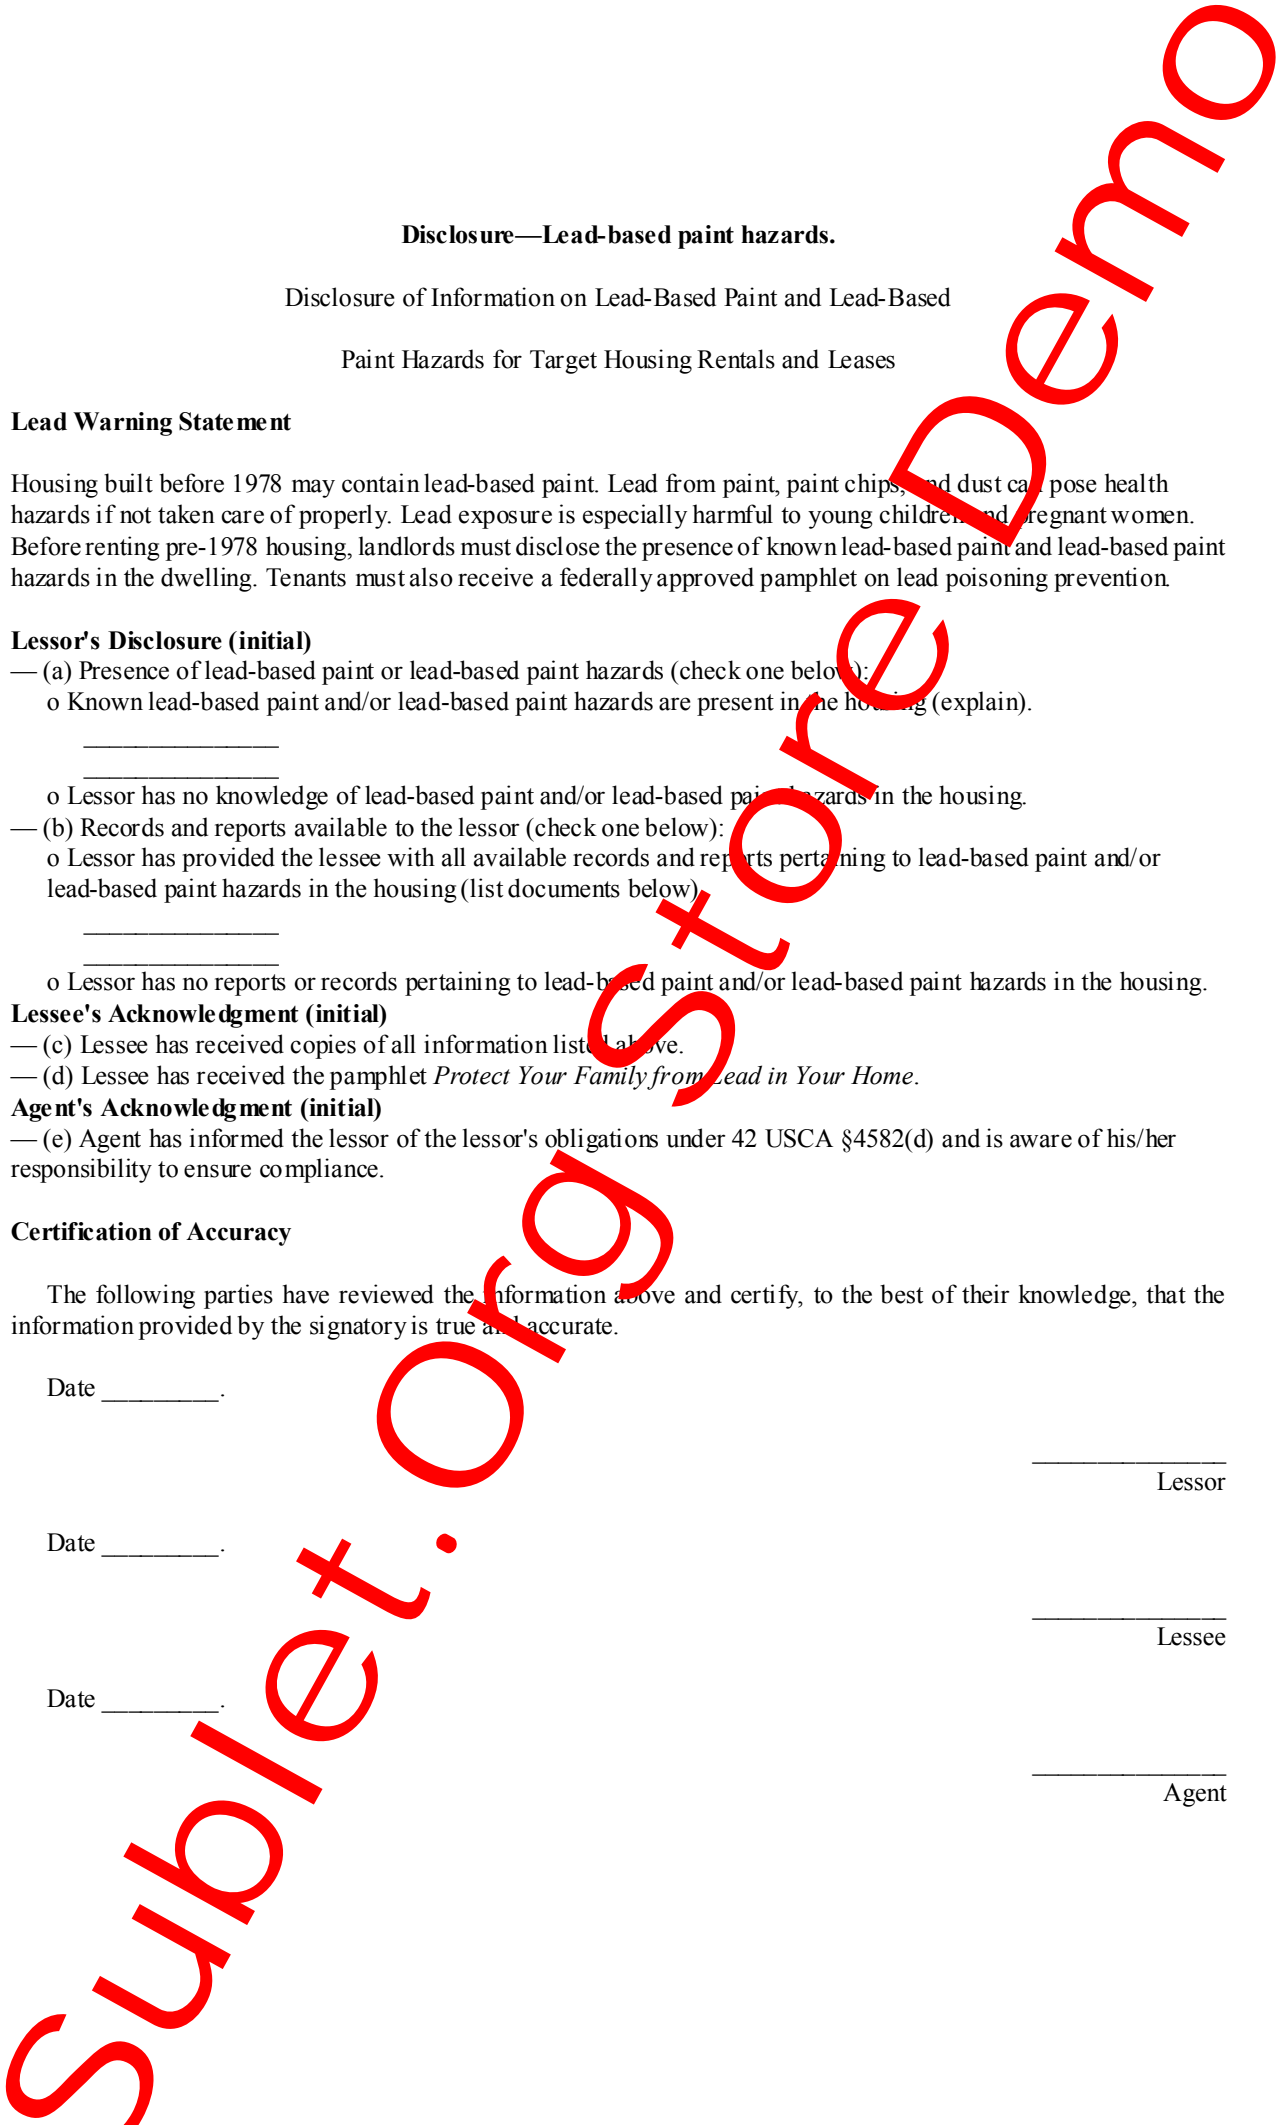 Disclosure—Lead-based paint hazards.
Disclosure of Information on Lead-Based Paint and Lead-Based
Paint Hazards for Target Housing Rentals and Leases
Lead Warning Statement
Housing built before 1978 may contain lead-based paint. Lead from paint, paint chips, and dust can pose health
hazards if not taken care of properly. Lead exposure is especially harmful to young children and pregnant women.
Before renting pre-1978 housing, landlords must disclose the presence of known lead-based paint and lead-based paint
hazards in the dwelling. Tenants must also receive a federally approved pamphlet on lead poisoning prevention.
Lessor's Disclosure (initial)
— (a) Presence of lead-based paint or lead-based paint hazards (check one below):
o Known lead-based paint and/or lead-based paint hazards are present in the housing (explain).
_______________
_______________
o Lessor has no knowledge of lead-based paint and/or lead-based paint hazards in the housing.
— (b) Records and reports available to the lessor (check one below):
o Lessor has provided the lessee with all available records and reports pertaining to lead-based paint and/or
lead-based paint hazards in the housing (list documents below)
_______________
_______________
o Lessor has no reports or records pertaining to lead-based paint and/or lead-based paint hazards in the housing.
Lessee's Acknowledgment (initial)
— (c) Lessee has received copies of all information listed above.
— (d) Lessee has received the pamphlet Protect Your Family from Lead in Your Home.
Agent's Acknowledgment (initial)
— (e) Agent has informed the lessor of the lessor's obligations under 42 USCA §4582(d) and is aware of his/her
responsibility to ensure compliance.
Certification of Accuracy
The following parties have reviewed the information above and certify, to the best of their knowledge, that the
information provided by the signatory is true and accurate.
Date _________.
_______________
Lessor
Date _________.
_______________
Lessee
Date _________.
_______________
Agent
Sublet.Org Store Demo